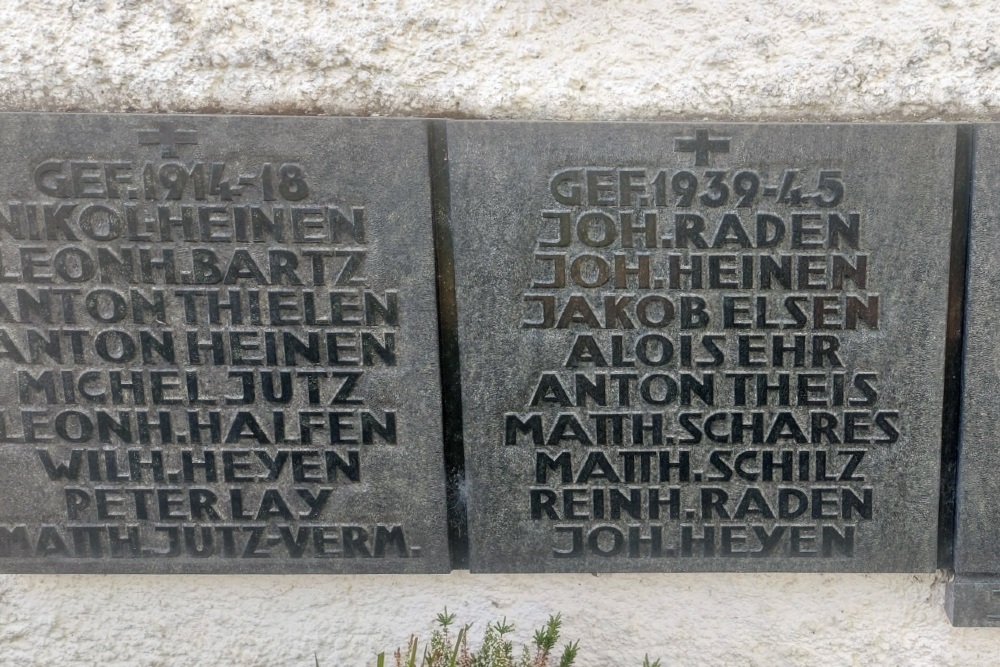 GEF. 1914-18
NIKOL. HEINEN
LEONH. BARTZ
ANTON THIELEN
ANTON HEINEN
MICHEL JUTZ
LEONH. HALFEN
WILH. HEYEN
PETER LAY
MATTH. JUTZ-VERM.
GEF. 1939-45
JOH. RADEN
JOH. HEINEN
JAKOB ELSEN
ALOIS EHR
ANTON THEIS
MATTH. SCHARES
MATTH. SCHILZ
REINH. RADEN
JOH. HEYEN